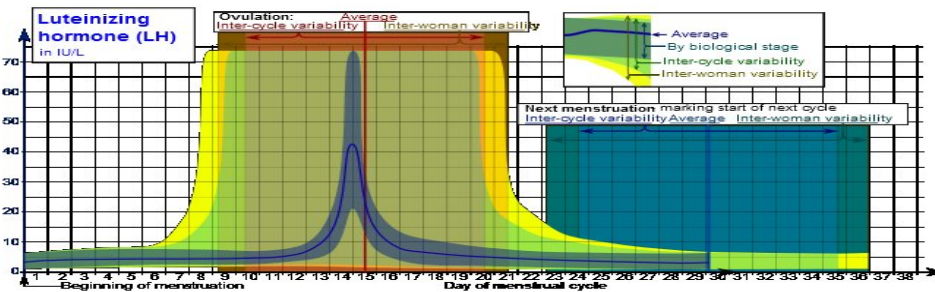 Luteinizing
hormone (LH)
in IU/L
Ovulation: Average
Inter-cycle variability Inter-woman variability
Average
By biological stage
Inter-cycle variability
Inter-woman variability
Next menstruation marking start of next cycle
Inter-cycle variability Average Inter-woman variability
70
60
50
40
30
20
10
0
1 2 3 4 5 6 7 8 9 10 11 12 13 14 15 16 17 18 19 20 21 22 23 24 25 26 27 28 29 30 31 32 33 34 35 36 37 38
Beginning of menstruation
Day of menstrual cycle